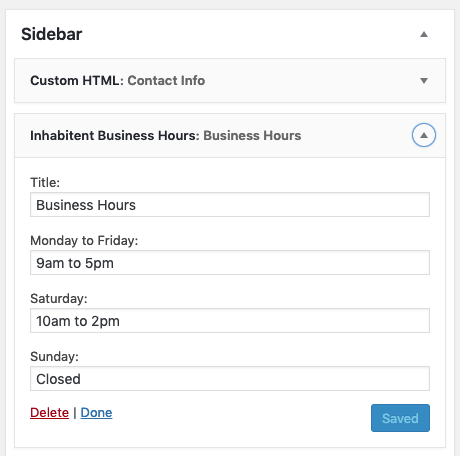 Sidebar
Custom HTML: Contact Info
Inhabitent Business Hours: Business Hours
Title:
Business Hours
Monday to Friday:
9am to 5pm
Saturday:
10am to 2pm
Sunday:
Closed
Delete | Done
Saved